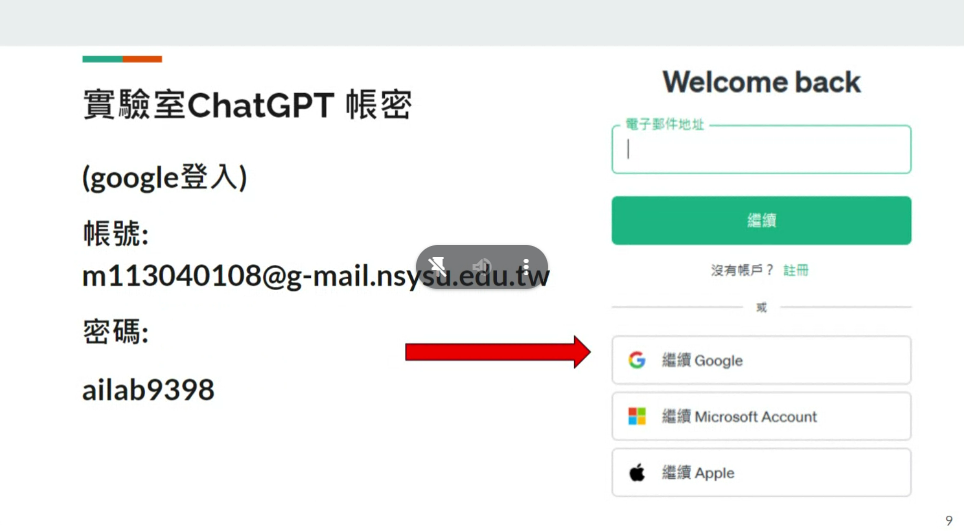 實驗室ChatGPT 帳密
(google登入)
帳號:
m113040108@g-mail.nsysu.edu.tw
密碼:
ailab9398
Welcome back
電子郵件地址
繼續
沒有帳戶？ 註冊
或
繼續 Google
繼續 Microsoft Account
繼續 Apple
9